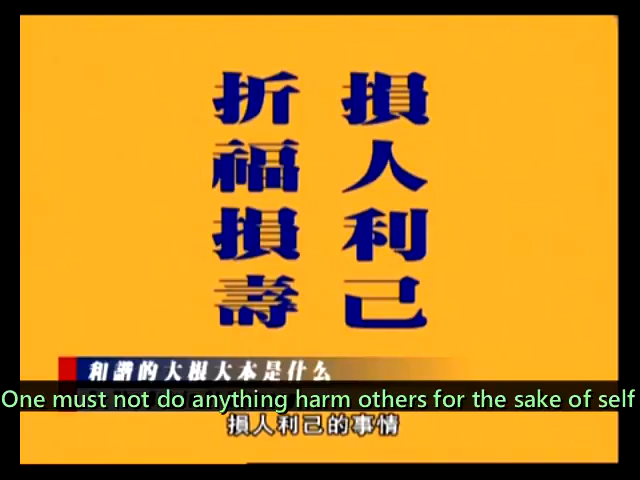 損人利己
折福損壽
和諧的大根大本是什么
One must not do anything harm others for the sake of self
損人利己的事情